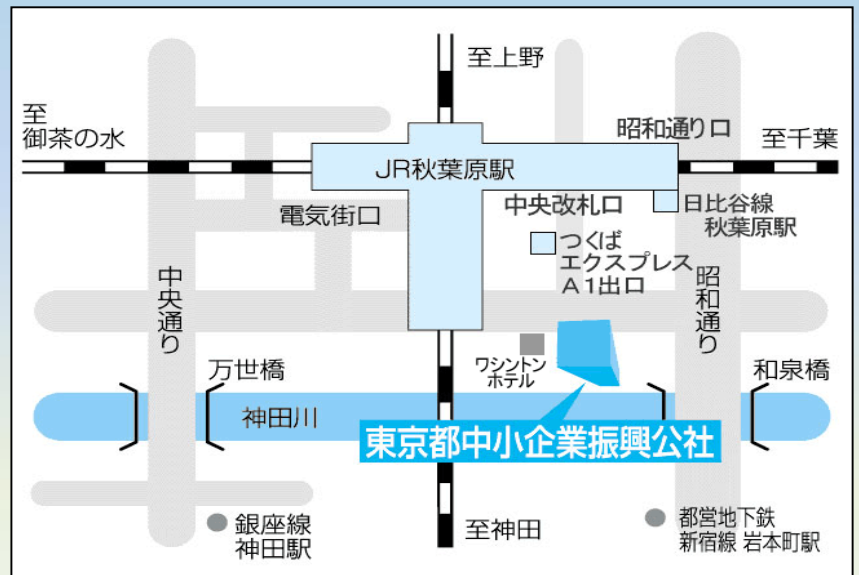 至上野
至
御茶の水
昭和通り口
至千葉
JR秋葉原駅
中央改札口
電気街口
日比谷線
秋葉原駅
つくば
エクスプレス
A1出口
中央通り
昭和通り
ワシントン
ホテル
万世橋
和泉橋
神田川
東京都中小企業振興公社
銀座線
神田駅
至神田
都営地下鉄
新宿線 岩本町駅